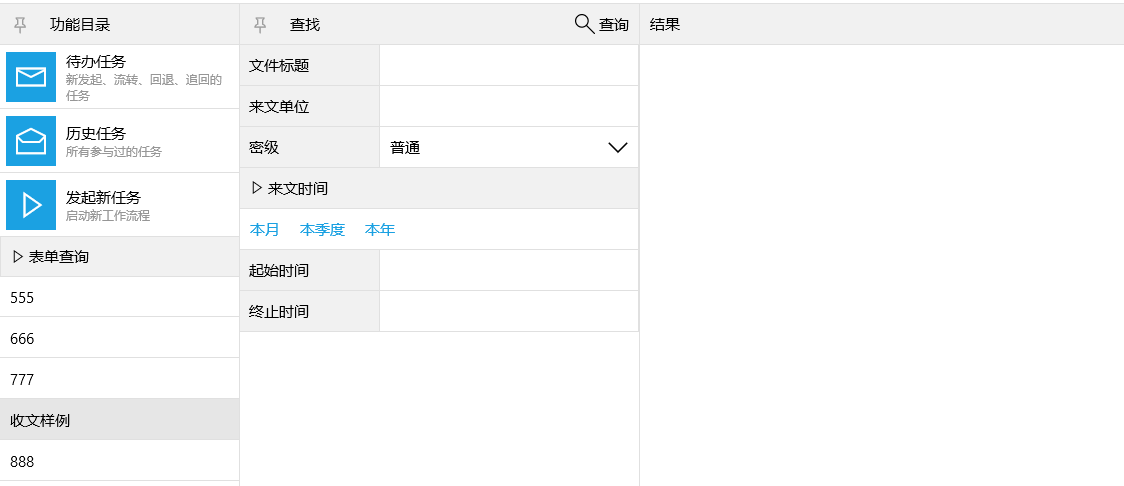 功能目录
待办任务
新发起、流转、回退、追回的
任务
历史任务
所有参与过的任务
发起新任务
启动新工作流程
表单查询
555
666
777
收文样例
888
查找
查询
文件标题
来文单位
密级
普通
来文时间
本月 本季度 本年
起始时间
终止时间
结果